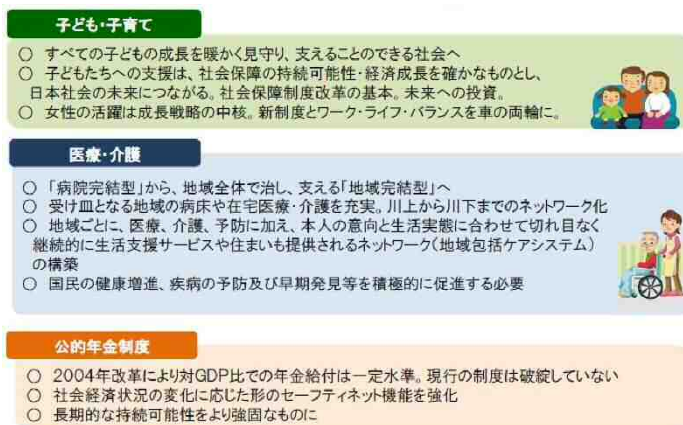 子ども・子育て
○ すべての子どもの成長を暖かく見守り、支えることのできる社会へ
○ 子どもたちへの支援は、社会保障の持続可能性・経済成長を確かなものとし、
日本社会の未来につながる。社会保障制度改革の基本。未来への投資。
○ 女性の活躍は成長戦略の中核。新制度とワーク・ライフ・バランスを車の両輪に。
医療・介護
○ 「病院完結型」から、地域全体で治し、支える「地域完結型」へ
○ 受け皿となる地域の病床や在宅医療・介護を充実。川上から川下までのネットワーク化
○ 地域ごとに、医療、介護、予防に加え、本人の意向と生活実態に合わせて切れ目なく
継続的に生活支援サービスや住まいも提供されるネットワーク(地域包括ケアシステム)
の構築
○ 国民の健康増進、疾病の予防及び早期発見等を積極的に促進する必要
公的年金制度
○ 2004年改革により対GDP比での年金給付は一定水準。現行の制度は破綻していない
○ 社会経済状況の変化に応じた形のセーフティネット機能を強化
○ 長期的な持続可能性をより強固なものに